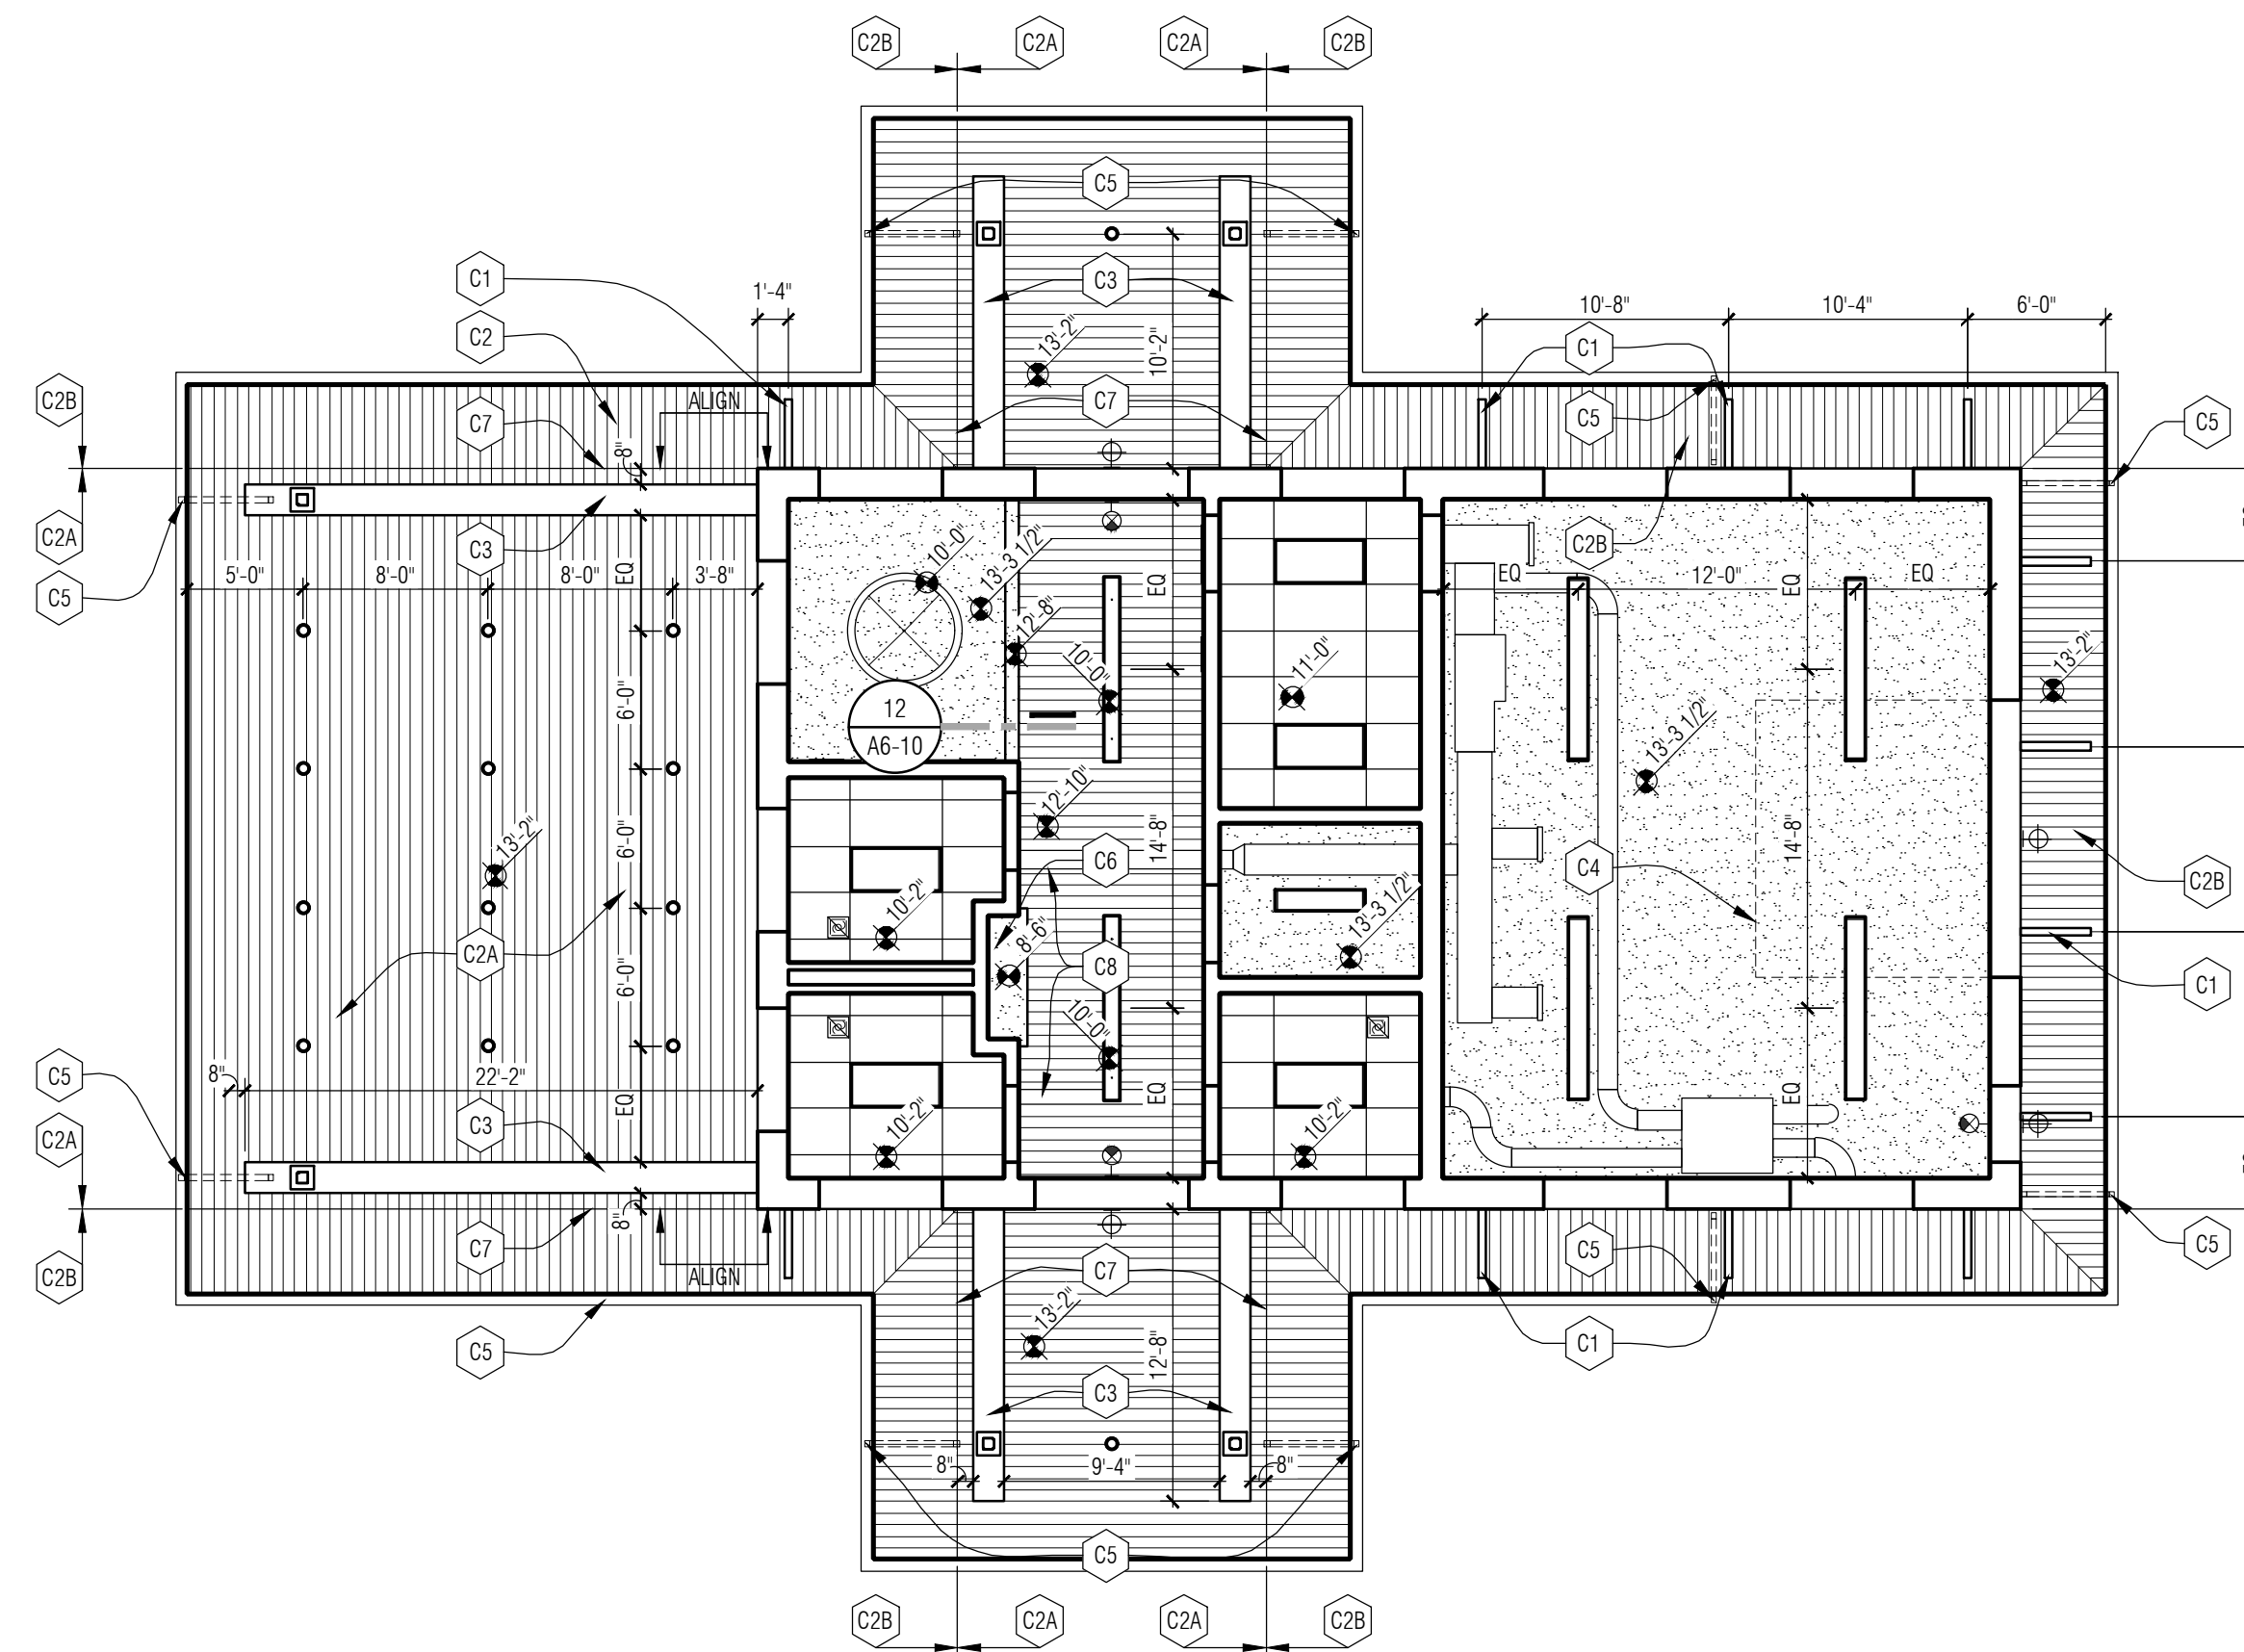 C2B
C2A
C2A
C2B
C5
C1
C3
1'-4"
10'-8"
10'-4"
6'-0"
C2
13'-2"
10'-2"
C1
C2B
ALIGN
C7
C5
C5
C7
8"
C2A
C3
10'-0"
13'-3 1/2"
C2B
5'-0"
8'-0"
8'-0"
EQ
3'-8"
EQ
EQ
12'-0"
EQ
EQ
C5
12'-8"
10'-0"
11'-0"
13'-2"
6'-0"
12
A6-10
13'-3 1/2"
12'-10"
13'-2"
6'-0"
14'-8"
14'-8"
C6
C4
C2B
10'-2"
13'-3 1/2"
C2A
8'-6"
C8
6'-0"
C1
10'-0"
C5
8"
22'-2"
EQ
EQ
EQ
C3
10'-2"
10'-2"
C2A
8"
C7
C5
C5
C2B
ALIGN
C7
13'-2"
C5
C1
12'-8"
C3
8"
9'-4"
8"
C5
C2B
C2A
C2A
C2B